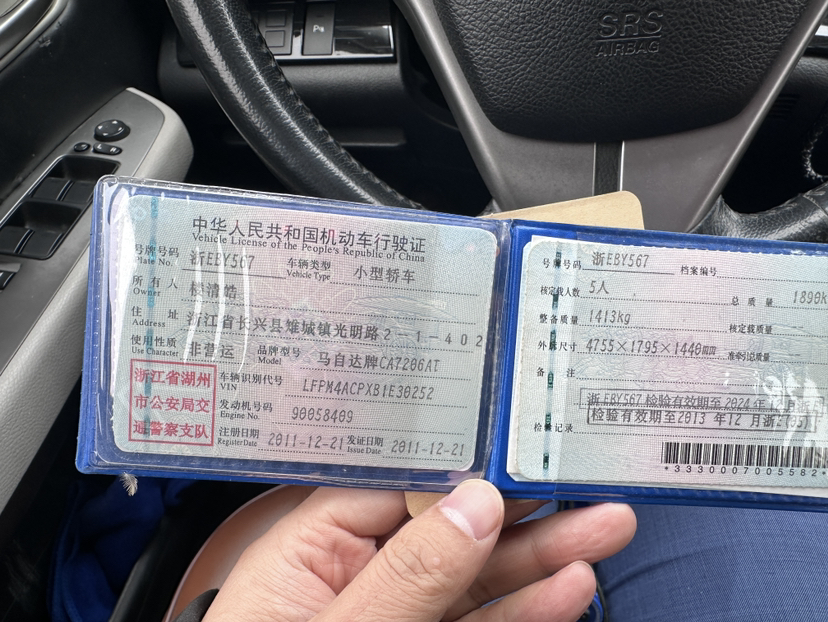 SRS
AIRBAG
中华人民共和国机动车行驶证
Vehicle License of the People's Republic of China
号牌号码 浙EBY567 车辆类型 小型轿车
Plate No. Vehicle Type
所有人 楼清皓
Owner
住址 浙江省长兴县雉城镇光明路2-1-402
Address
使用性质 非营运 品牌型号 马自达牌CA7206AT
Use Character Model
浙江省湖州
市公安局交
通警察支队
车辆识别代号 LFPM4ACPXB1E30252
VIN
发动机号码 90058409
Engine No.
注册日期 2011-12-21 发证日期 2011-12-21
Register Date Issue Date
号牌号码 浙EBY567 档案编号
核定载人数 5人 总质量 1890k
整备质量 1413kg 核定载质量
外廓尺寸 4755×1795×1440mm 准牵引总质量
备注
浙EBY567 检验有效期至2024年12月
检验有效期至2013年12月浙
检验记录
*3330007005582*